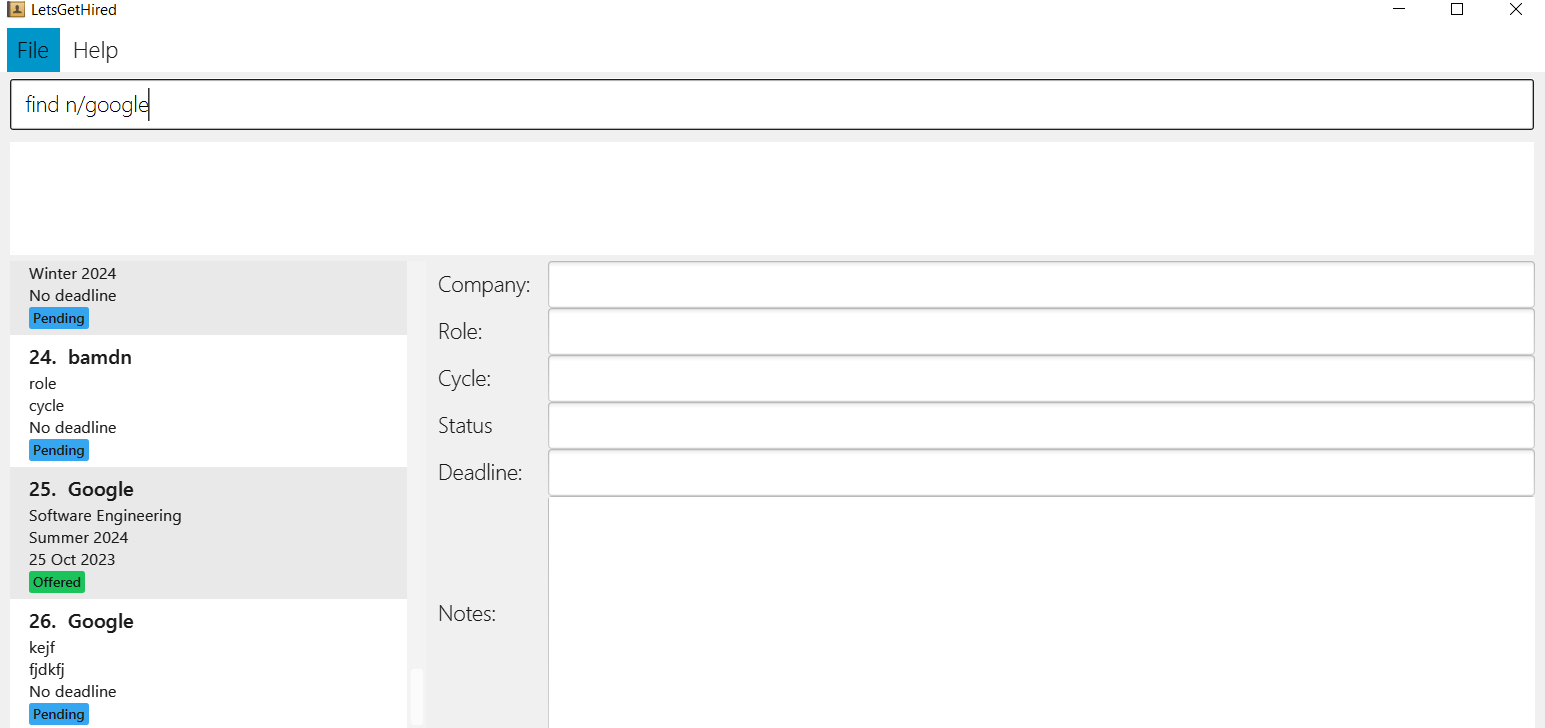 LetsGetHired
File Help
find n/google
Winter 2024
No deadline
Pending
24. bamdn
role
cycle
No deadline
Pending
25. Google
Software Engineering
Summer 2024
25 Oct 2023
Offered
26. Google
kejf
fjdkfj
No deadline
Pending
Company:
Role:
Cycle:
Status
Deadline:
Notes: